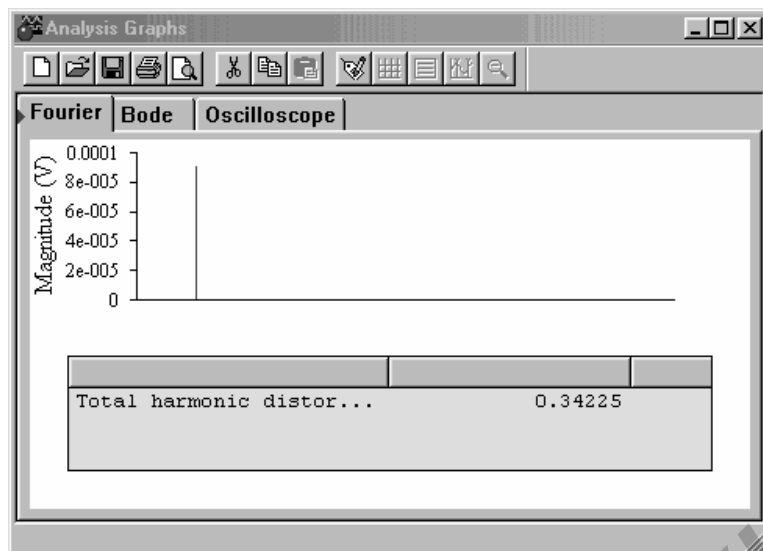 Analysis Graphs
Fourier Bode Oscilloscope
Magnitude (V)
0.0001
8e-005
6e-005
4e-005
2e-005
0
Total harmonic distor... 0.34225